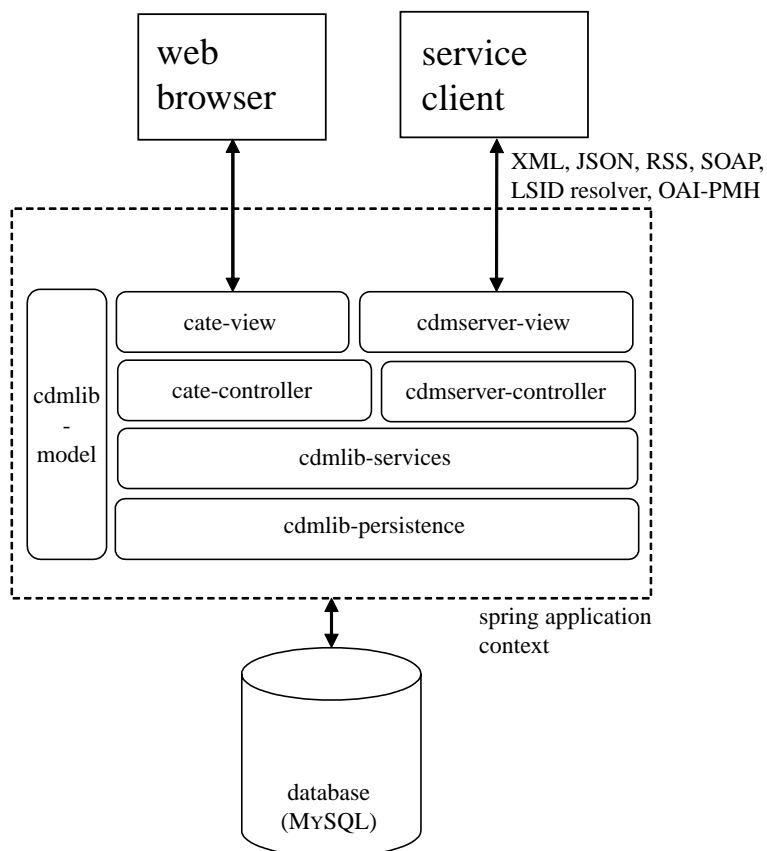 web
browser
service
client
XML, JSON, RSS, SOAP,
LSID resolver, OAI-PMH
cate-view
cdmserver-view
cdmlib
-
model
cate-controller
cdmserver-controller
cdmlib-services
cdmlib-persistence
spring application
context
database
(MYSQL)